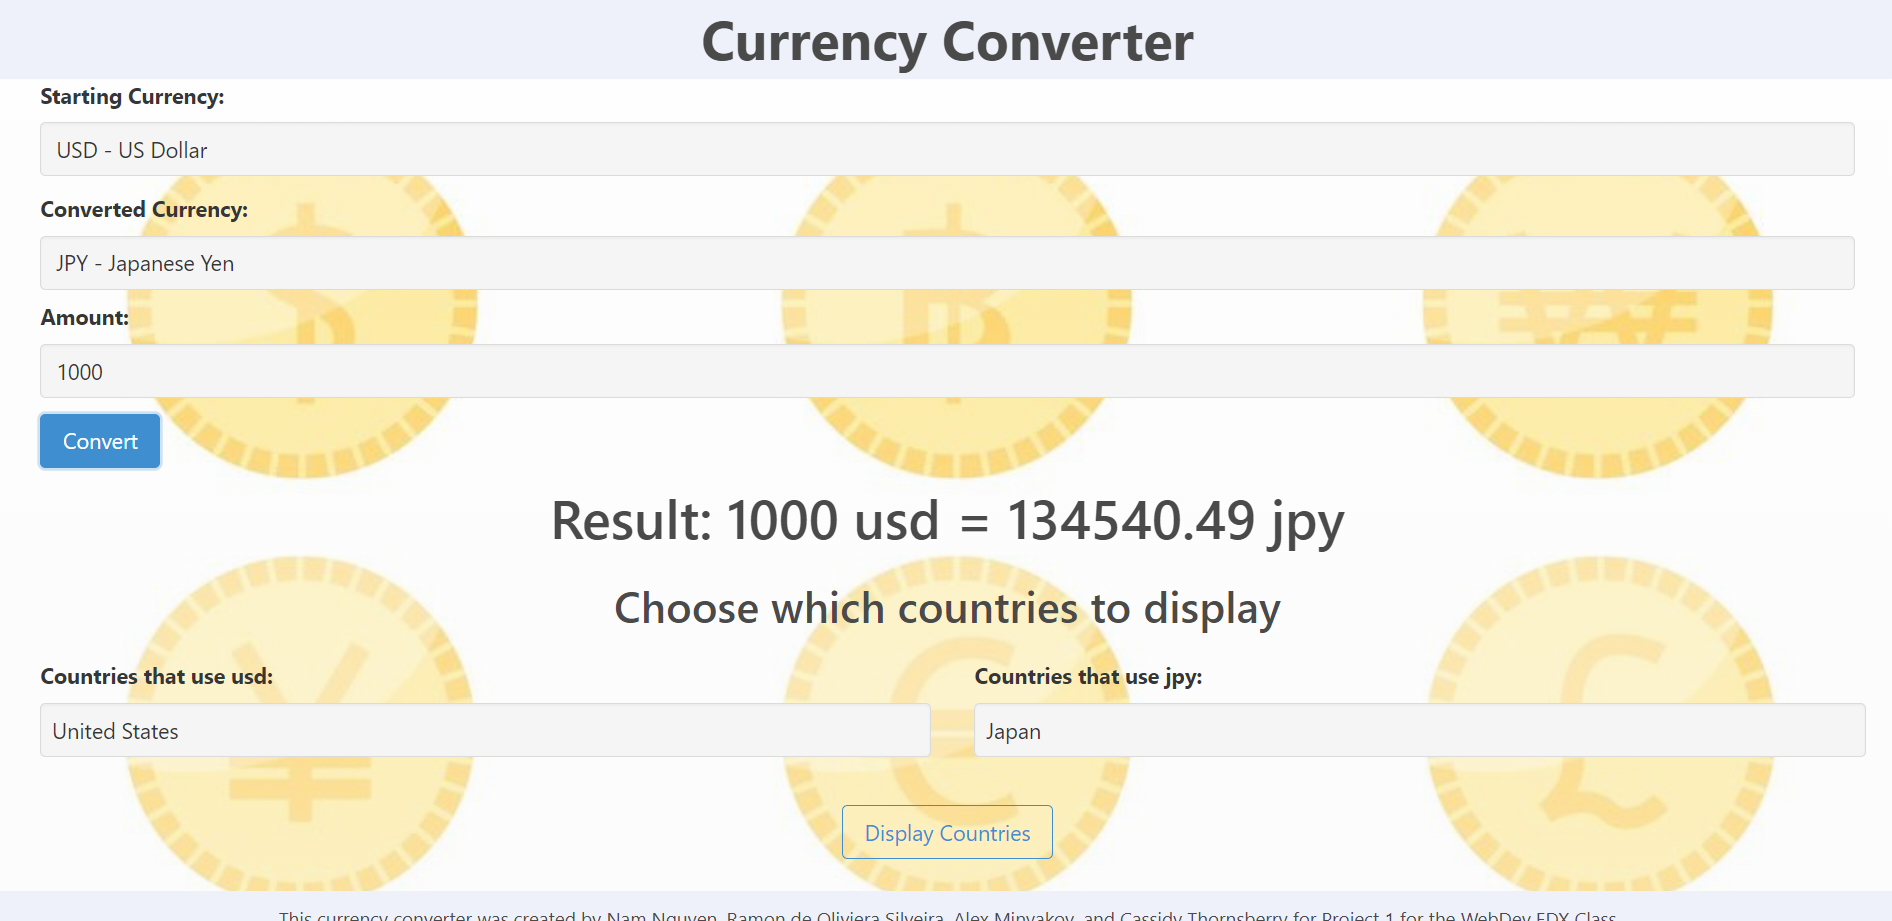 Currency Converter
Starting Currency:
USD - US Dollar
Converted Currency:
JPY - Japanese Yen
Amount:
1000
Convert
Result: 1000 usd = 134540.49 jpy
Choose which countries to display
Countries that use usd:
Countries that use jpy:
United States
Japan
Display Countries
This currency converter was created by Nam Nguyen, Ramon de Oliviera Silveira, Alex Minyakov, and Cassidy Thornsberry for Project 1 for the WebDev EDX Class